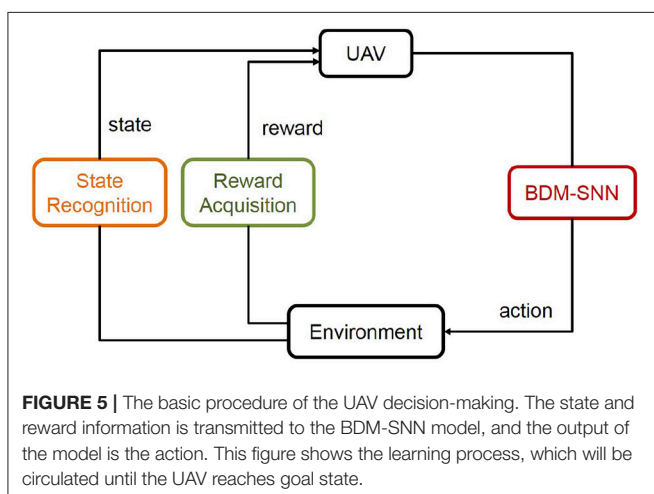 UAV
state
reward
State
Recognition
Reward
Acquisition
BDM-SNN
action
Environment
FIGURE 5 | The basic procedure of the UAV decision-making. The state and
reward information is transmitted to the BDM-SNN model, and the output of
the model is the action. This figure shows the learning process, which will be
circulated until the UAV reaches goal state.